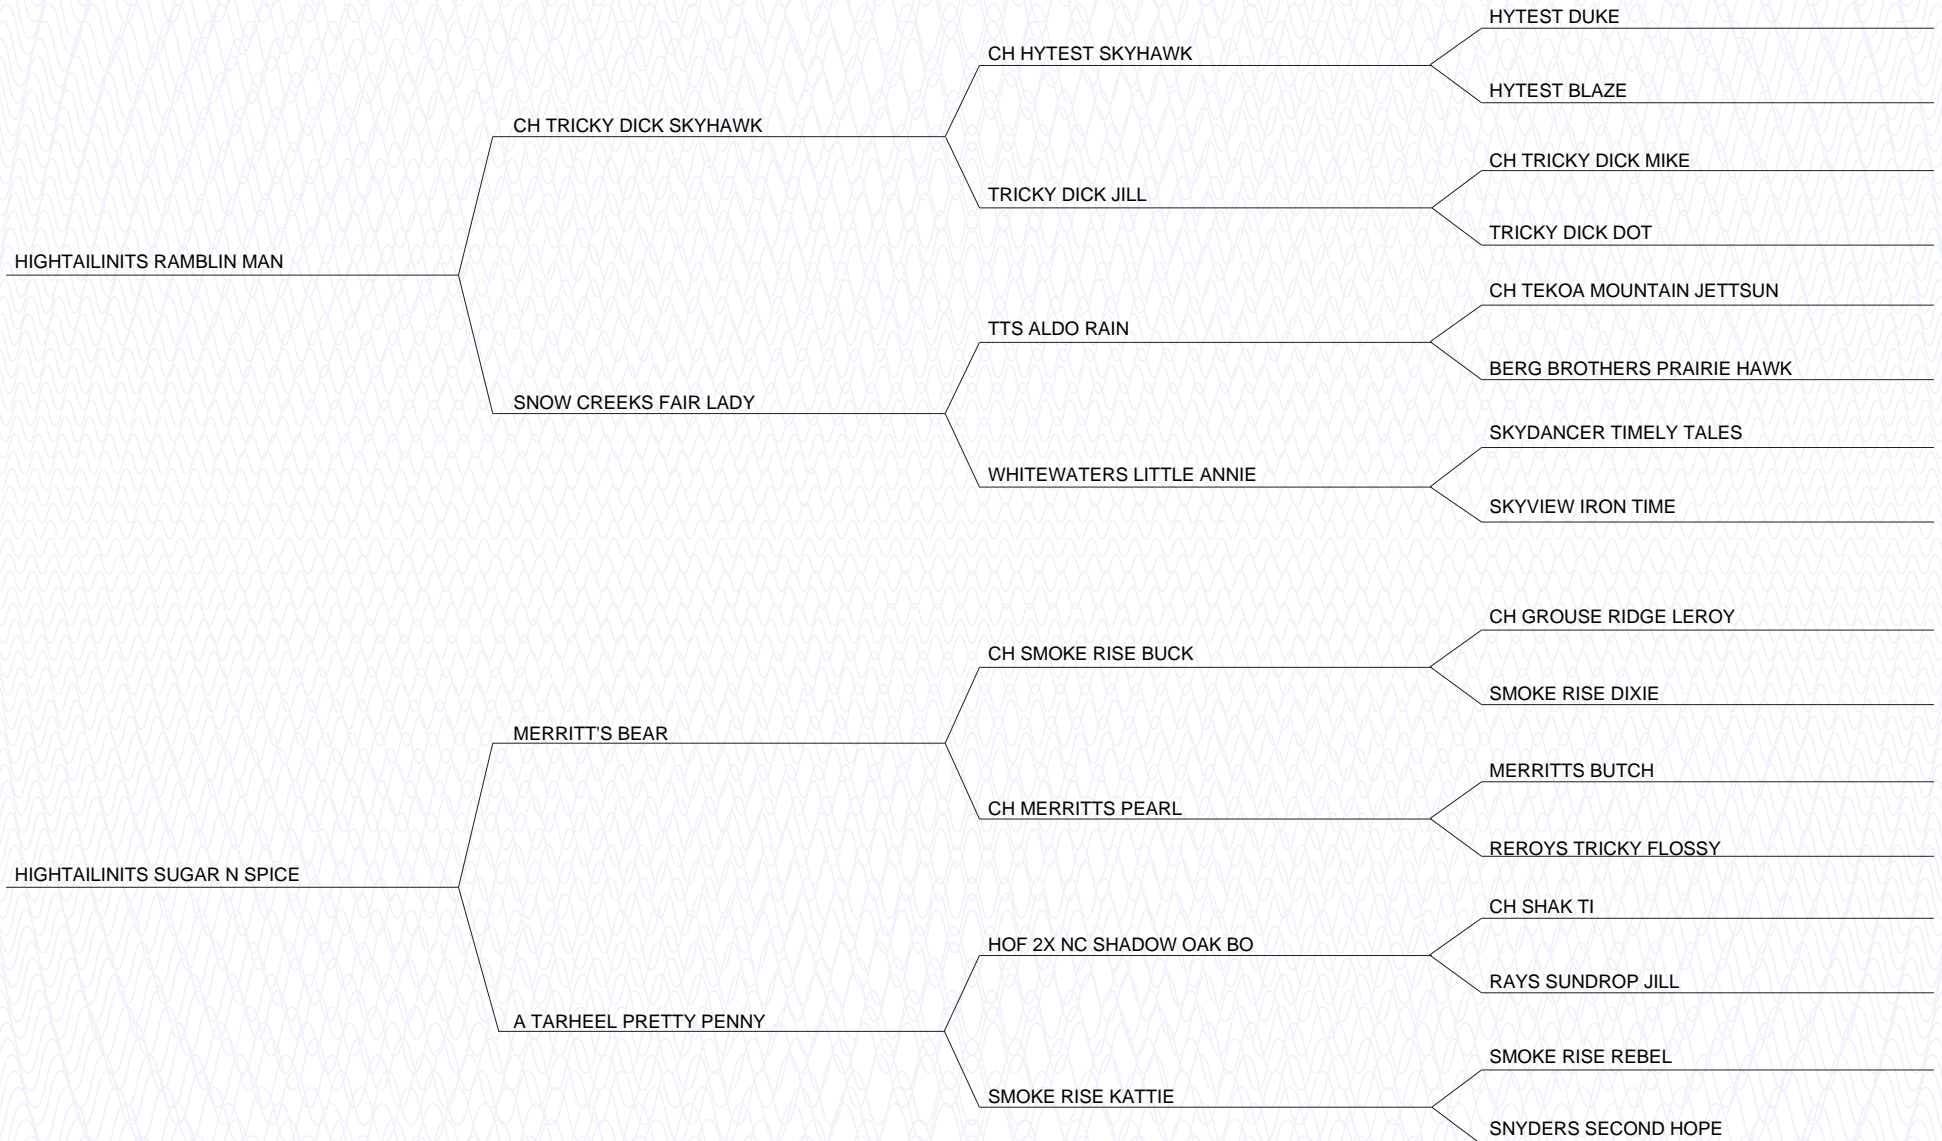 HYTEST DUKE
CH HYTEST SKYHAWK
HYTEST BLAZE
CH TRICKY DICK SKYHAWK
CH TRICKY DICK MIKE
TRICKY DICK JILL
TRICKY DICK DOT
HIGHTAILINITS RAMBLIN MAN
CH TEKOA MOUNTAIN JETTSUN
TTS ALDO RAIN
BERG BROTHERS PRAIRIE HAWK
SNOW CREEKS FAIR LADY
SKYDANCER TIMELY TALES
WHITEWATERS LITTLE ANNIE
SKYVIEW IRON TIME
CH GROUSE RIDGE LEROY
CH SMOKE RISE BUCK
SMOKE RISE DIXIE
MERRITT'S BEAR
MERRITTS BUTCH
CH MERRITTS PEARL
REROYS TRICKY FLOSSY
HIGHTAILINITS SUGAR N SPICE
CH SHAK TI
HOF 2X NC SHADOW OAK BO
RAYS SUNDROP JILL
A TARHEEL PRETTY PENNY
SMOKE RISE REBEL
SMOKE RISE KATTIE
SNYDERS SECOND HOPE